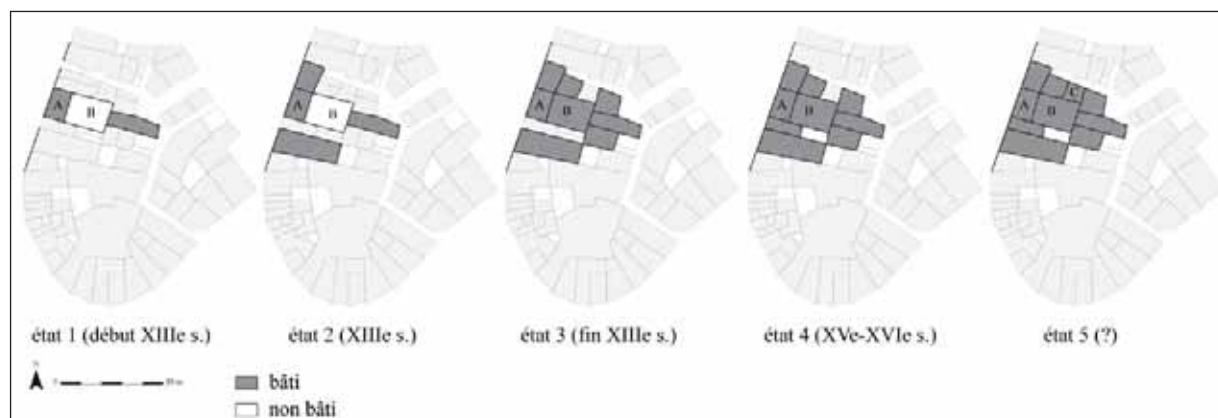 A B
A B
A B
A B
A B C
état 1 (début XIIIe s.)
état 2 (XIIIe s.)
état 3 (fin XIIIe s.)
état 4 (XVe-XVIe s.)
état 5 (?)
bâti
non bâti